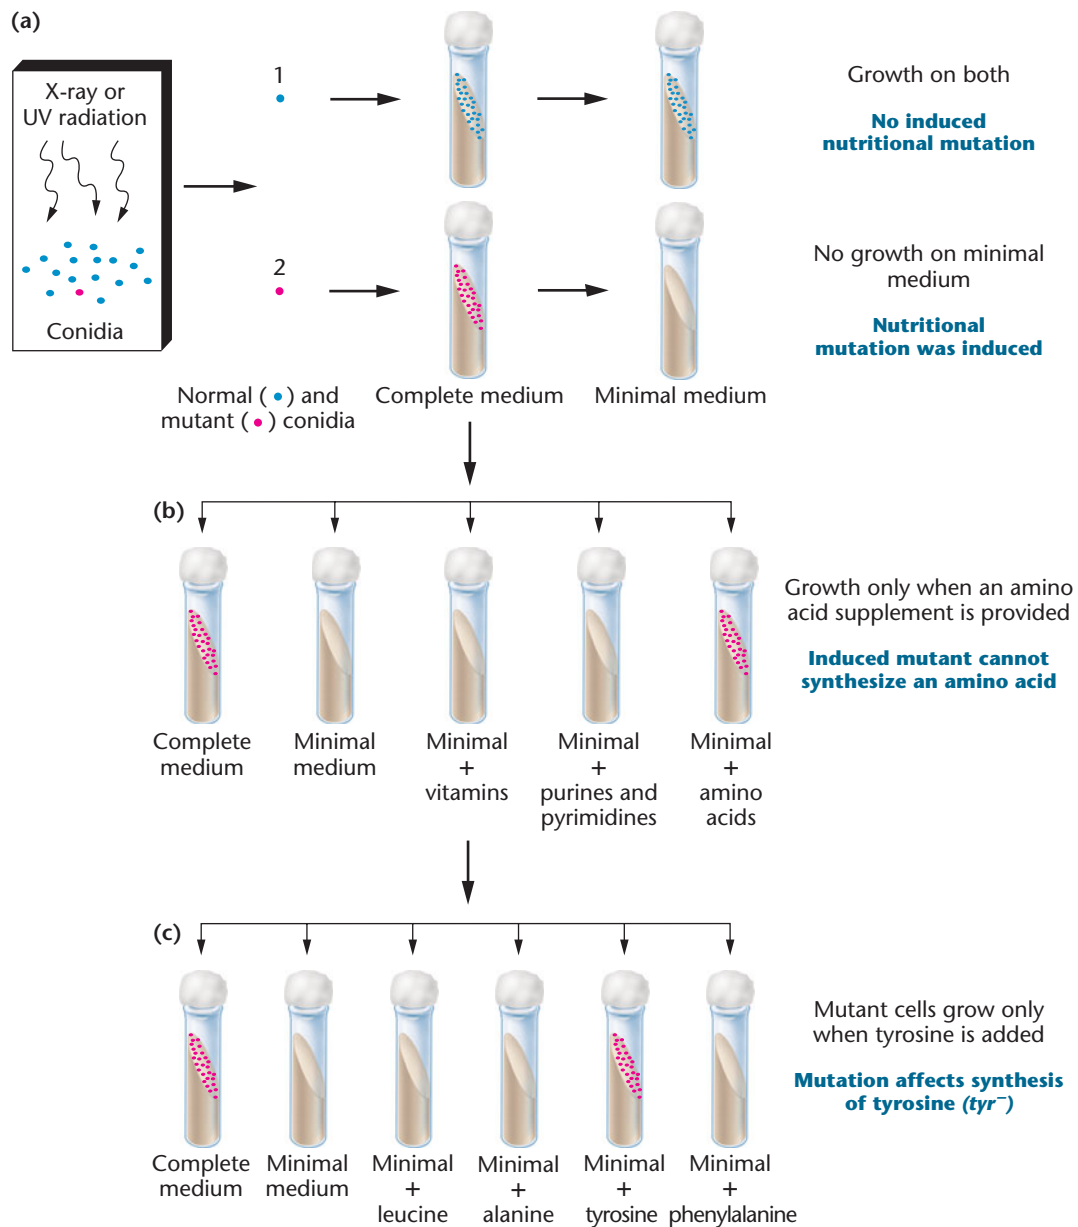 (a)
X-ray or
UV radiation
Conidia
1
2
Growth on both
No induced
nutritional mutation
No growth on minimal
medium
Nutritional
mutation was induced
Normal ( ) and
mutant ( ) conidia
Complete medium
Minimal medium
(b)
Growth only when an amino
acid supplement is provided
Induced mutant cannot
synthesize an amino acid
Complete
medium
Minimal
medium
Minimal
+
vitamins
Minimal
+
purines and
pyrimidines
Minimal
+
amino
acids
(c)
Mutant cells grow only
when tyrosine is added
Mutation affects synthesis
of tyrosine (tyr⁻)
Complete
medium
Minimal
medium
Minimal
+
leucine
Minimal
+
alanine
Minimal
+
tyrosine
Minimal
+
phenylalanine